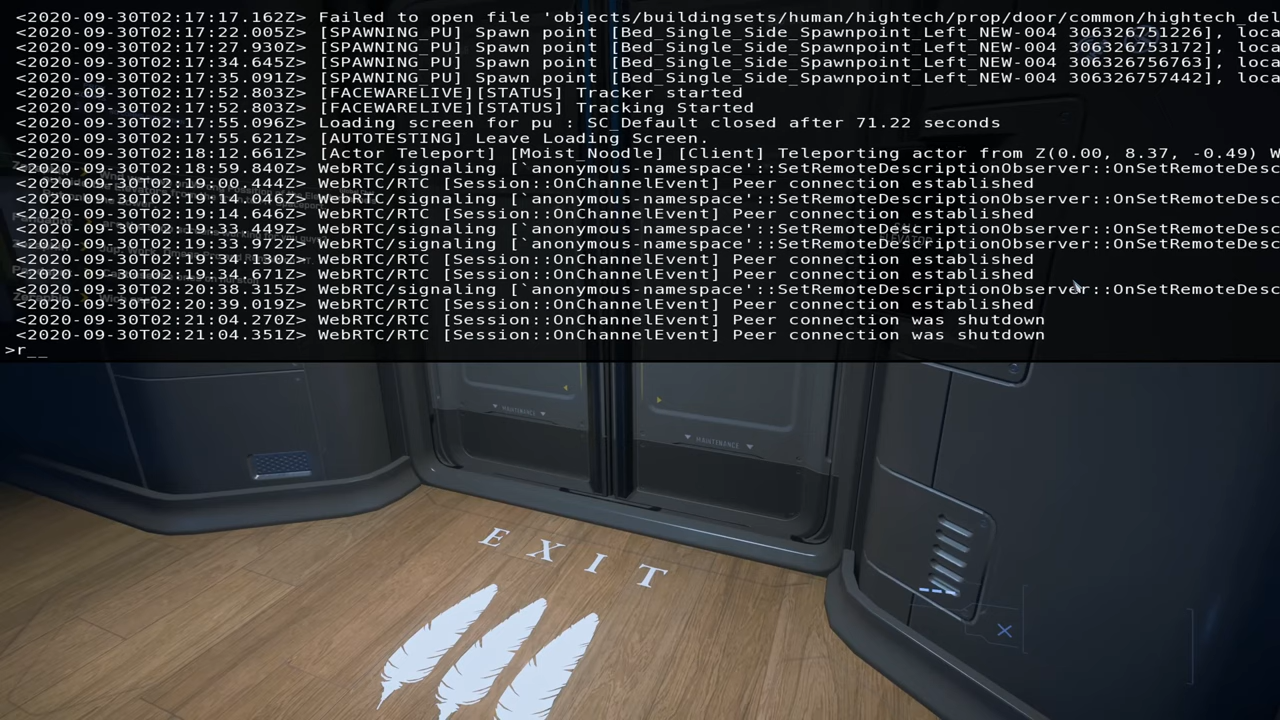 <2020-09-30T02:17:17.162Z> Failed to open file 'objects/buildingsets/human/hightech/prop/door/common/hightech_del
<2020-09-30T02:17:22.005Z> [SPAWNING_PU] Spawn point [Bed_Single_Side_Spawnpoint_Left_NEW-004 306326751226], loca
<2020-09-30T02:17:27.930Z> [SPAWNING_PU] Spawn point [Bed_Single_Side_Spawnpoint_Left_NEW-004 306326753172], loca
<2020-09-30T02:17:34.645Z> [SPAWNING_PU] Spawn point [Bed_Single_Side_Spawnpoint_Left_NEW-004 306326756763], loca
<2020-09-30T02:17:35.091Z> [SPAWNING_PU] Spawn point [Bed_Single_Side_Spawnpoint_Left_NEW-004 306326757442], loca
<2020-09-30T02:17:52.803Z> [FACEWARELIVE][STATUS] Tracker started
<2020-09-30T02:17:52.803Z> [FACEWARELIVE][STATUS] Tracking Started
<2020-09-30T02:17:55.096Z> Loading screen for pu : SC_Default closed after 71.22 seconds
<2020-09-30T02:17:55.621Z> [AUTOTESTING] Leave Loading Screen.
<2020-09-30T02:18:12.661Z> [Actor Teleport] [Moist_Noodle] [Client] Teleporting actor from Z(0.00, 8.37, -0.49) W
<2020-09-30T02:18:59.840Z> WebRTC/signaling [`anonymous-namespace'::SetRemoteDescriptionObserver::OnSetRemoteDesc
<2020-09-30T02:19:00.444Z> WebRTC/RTC [Session::OnChannelEvent] Peer connection established
<2020-09-30T02:19:14.046Z> WebRTC/signaling [`anonymous-namespace'::SetRemoteDescriptionObserver::OnSetRemoteDesc
<2020-09-30T02:19:14.646Z> WebRTC/RTC [Session::OnChannelEvent] Peer connection established
<2020-09-30T02:19:33.449Z> WebRTC/signaling [`anonymous-namespace'::SetRemoteDescriptionObserver::OnSetRemoteDesc
<2020-09-30T02:19:33.972Z> WebRTC/signaling [`anonymous-namespace'::SetRemoteDescriptionObserver::OnSetRemoteDesc
<2020-09-30T02:19:34.136Z> WebRTC/RTC [Session::OnChannelEvent] Peer connection established
<2020-09-30T02:19:34.671Z> WebRTC/RTC [Session::OnChannelEvent] Peer connection established
<2020-09-30T02:20:38.315Z> WebRTC/signaling [`anonymous-namespace'::SetRemoteDescriptionObserver::OnSetRemoteDesc
<2020-09-30T02:20:39.019Z> WebRTC/RTC [Session::OnChannelEvent] Peer connection established
<2020-09-30T02:21:04.270Z> WebRTC/RTC [Session::OnChannelEvent] Peer connection was shutdown
<2020-09-30T02:21:04.351Z> WebRTC/RTC [Session::OnChannelEvent] Peer connection was shutdown
>r__
MAINTENANCE
MAINTENANCE
EXIT